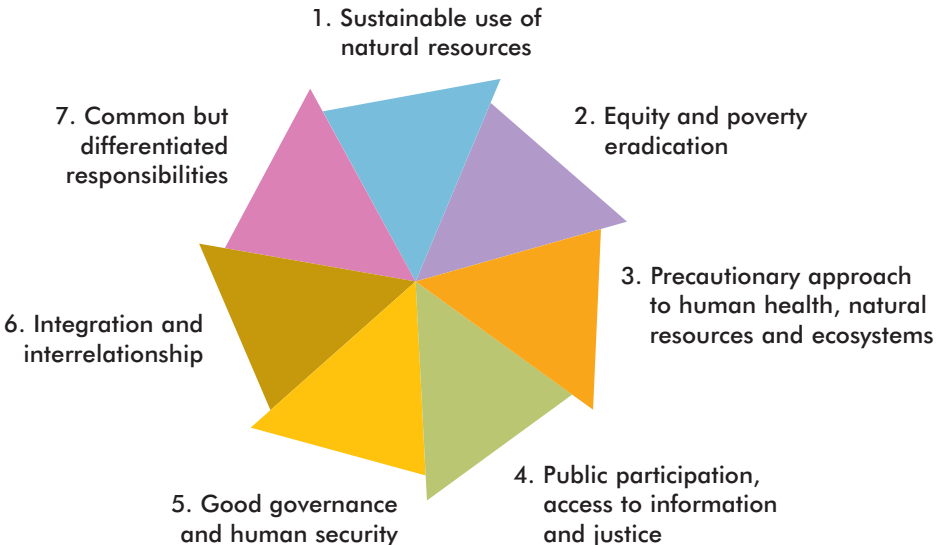 1. Sustainable use of
natural resources
2. Equity and poverty
eradication
3. Precautionary approach
to human health, natural
resources and ecosystems
4. Public participation,
access to information
and justice
5. Good governance
and human security
6. Integration and
interrelationship
7. Common but
differentiated
responsibilities